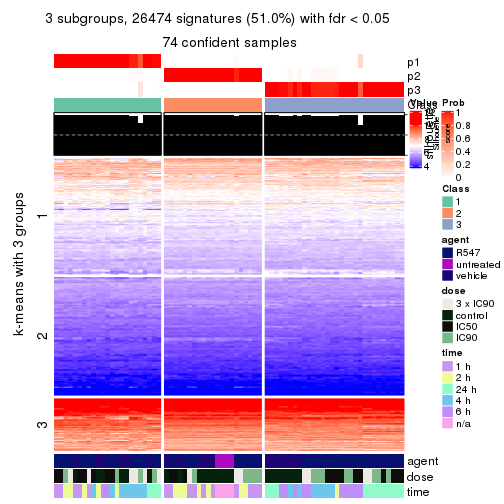 3 subgroups, 26474 signatures (51.0%) with fdr < 0.05
74 confident samples
p1
p2
p3
Class
Value
Prob
1
0.8
0.6
0.4
0.2
0
4
Class
1
2
3
agent
R547
untreated
vehicle
dose
3 x IC90
control
IC50
IC90
time
1 h
2 h
24 h
4 h
6 h
n/a
k-means with 3 groups
1
2
3
agent
dose
time